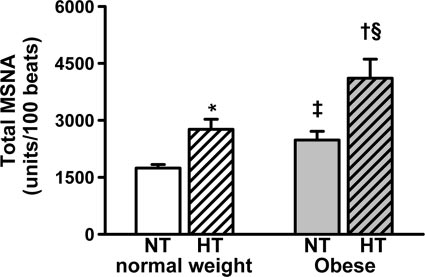 Total MSNA
(units/100 beats)
6000
4500
3000
1500
0
*
‡
†§
NT HT NT HT
normal weight Obese